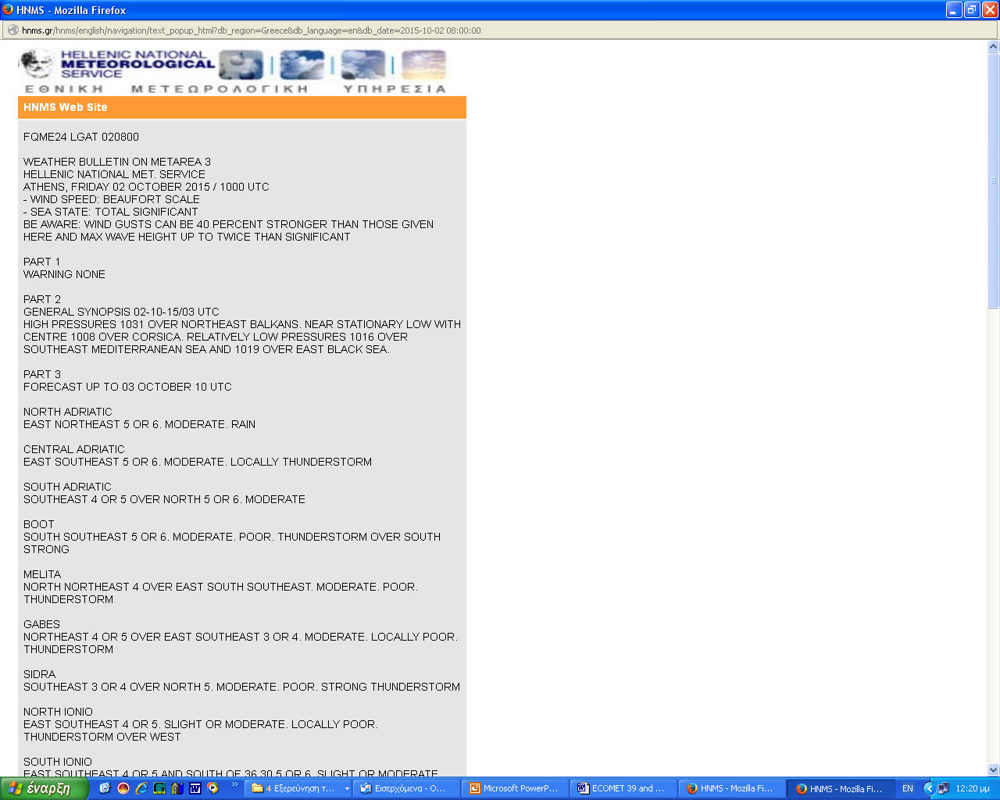 HNMS - Mozilla Firefox
hnms.gr/hnms/english/navigation/text_popup_html?db_region=Greece&db_language=en&db_date=2015-10-02 08:00:00
HELLENIC NATIONAL
METEOROLOGICAL
SERVICE
ΕΘΝΙΚΗ ΜΕΤΕΩΡΟΛΟΓΙΚΗ ΥΠΗΡΕΣΙΑ
HNMS Web Site
FQME24 LGAT 020800
WEATHER BULLETIN ON METAREA 3
HELLENIC NATIONAL MET. SERVICE
ATHENS, FRIDAY 02 OCTOBER 2015 / 1000 UTC
- WIND SPEED: BEAUFORT SCALE
- SEA STATE: TOTAL SIGNIFICANT
BE AWARE: WIND GUSTS CAN BE 40 PERCENT STRONGER THAN THOSE GIVEN
HERE AND MAX WAVE HEIGHT UP TO TWICE THAN SIGNIFICANT
PART 1
WARNING NONE
PART 2
GENERAL SYNOPSIS 02-10-15/03 UTC
HIGH PRESSURES 1031 OVER NORTHEAST BALKANS. NEAR STATIONARY LOW WITH
CENTRE 1008 OVER CORSICA. RELATIVELY LOW PRESSURES 1016 OVER
SOUTHEAST MEDITERRANEAN SEA AND 1019 OVER EAST BLACK SEA.
PART 3
FORECAST UP TO 03 OCTOBER 10 UTC
NORTH ADRIATIC
EAST NORTHEAST 5 OR 6. MODERATE. RAIN
CENTRAL ADRIATIC
EAST SOUTHEAST 5 OR 6. MODERATE. LOCALLY THUNDERSTORM
SOUTH ADRIATIC
SOUTHEAST 4 OR 5 OVER NORTH 5 OR 6. MODERATE
BOOT
SOUTH SOUTHEAST 5 OR 6. MODERATE. POOR. THUNDERSTORM OVER SOUTH
STRONG
MELITA
NORTH NORTHEAST 4 OVER EAST SOUTH SOUTHEAST. MODERATE. POOR.
THUNDERSTORM
GABES
NORTHEAST 4 OR 5 OVER EAST SOUTHEAST 3 OR 4. MODERATE. LOCALLY POOR.
THUNDERSTORM
SIDRA
SOUTHEAST 3 OR 4 OVER NORTH 5. MODERATE. POOR. STRONG THUNDERSTORM
NORTH IONIO
EAST SOUTHEAST 4 OR 5. SLIGHT OR MODERATE. LOCALLY POOR.
THUNDERSTORM OVER WEST
SOUTH IONIO
EAST SOUTHEAST 4 OR 5 AND SOUTH OF 36.30 5 OR 6. SLIGHT OR MODERATE.
έναρξη
4 Εξερεύνηση τ...
Εισερχόμενα - O...
Microsoft PowerP...
ECOMET 39 and ...
HNMS - Mozilla Fi...
HNMS - Mozilla Fi...
EN
12:20 μμ